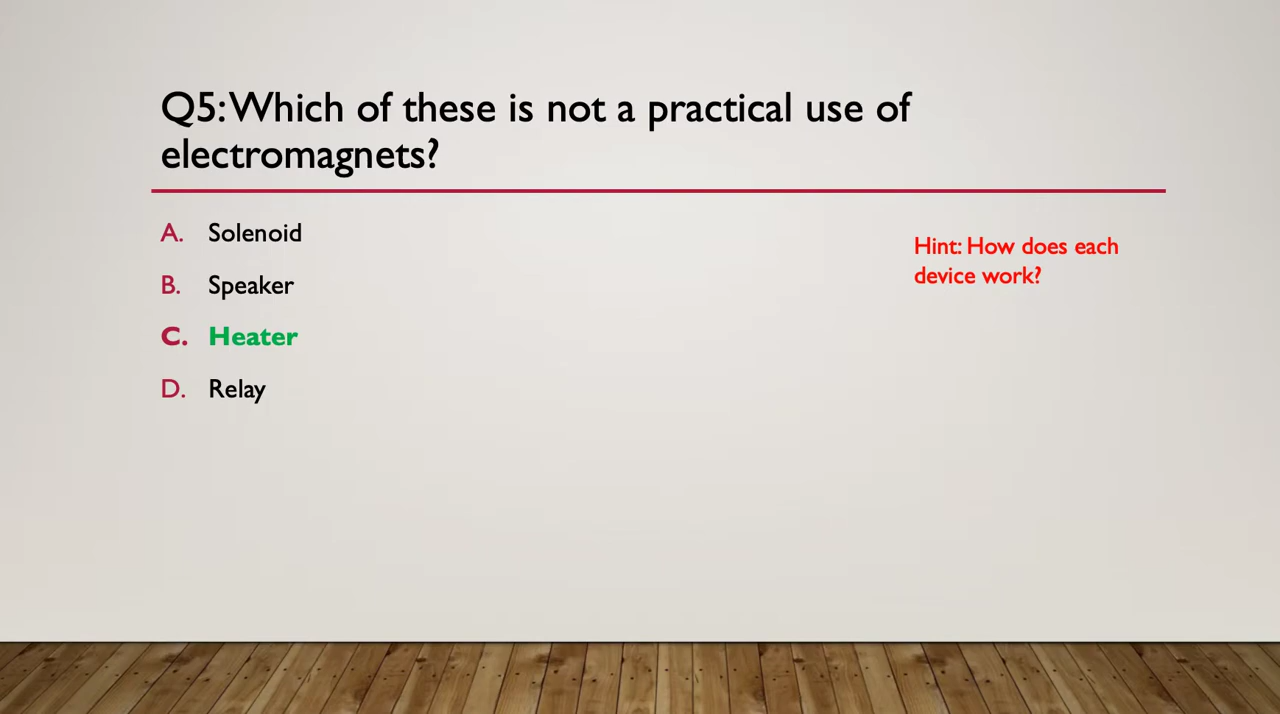 Q5: Which of these is not a practical use of
electromagnets?
A. Solenoid
B. Speaker
C. Heater
D. Relay
Hint: How does each
device work?